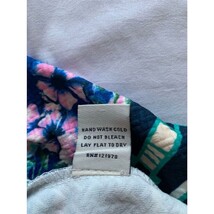 HAND WASH COLD
DO NOT BLEACH
LAY FLAT TO DRY